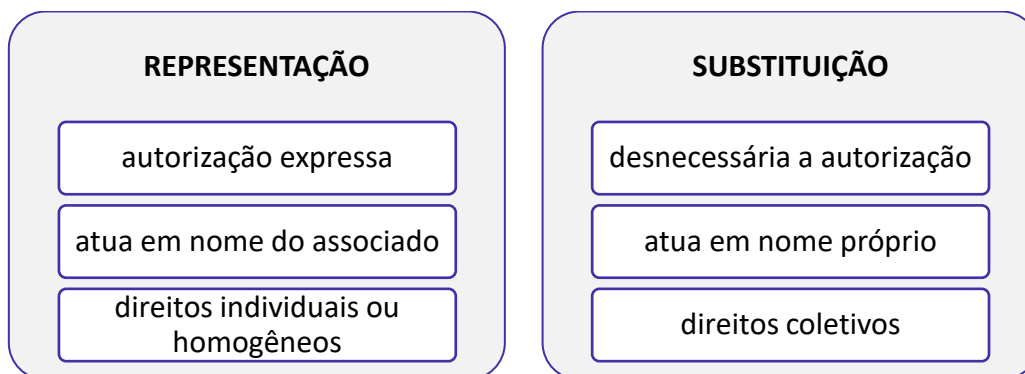 REPRESENTAÇÃO
autorização expressa
atua em nome do associado
direitos individuais ou
homogêneos
SUBSTITUIÇÃO
desnecessária a autorização
atua em nome próprio
direitos coletivos